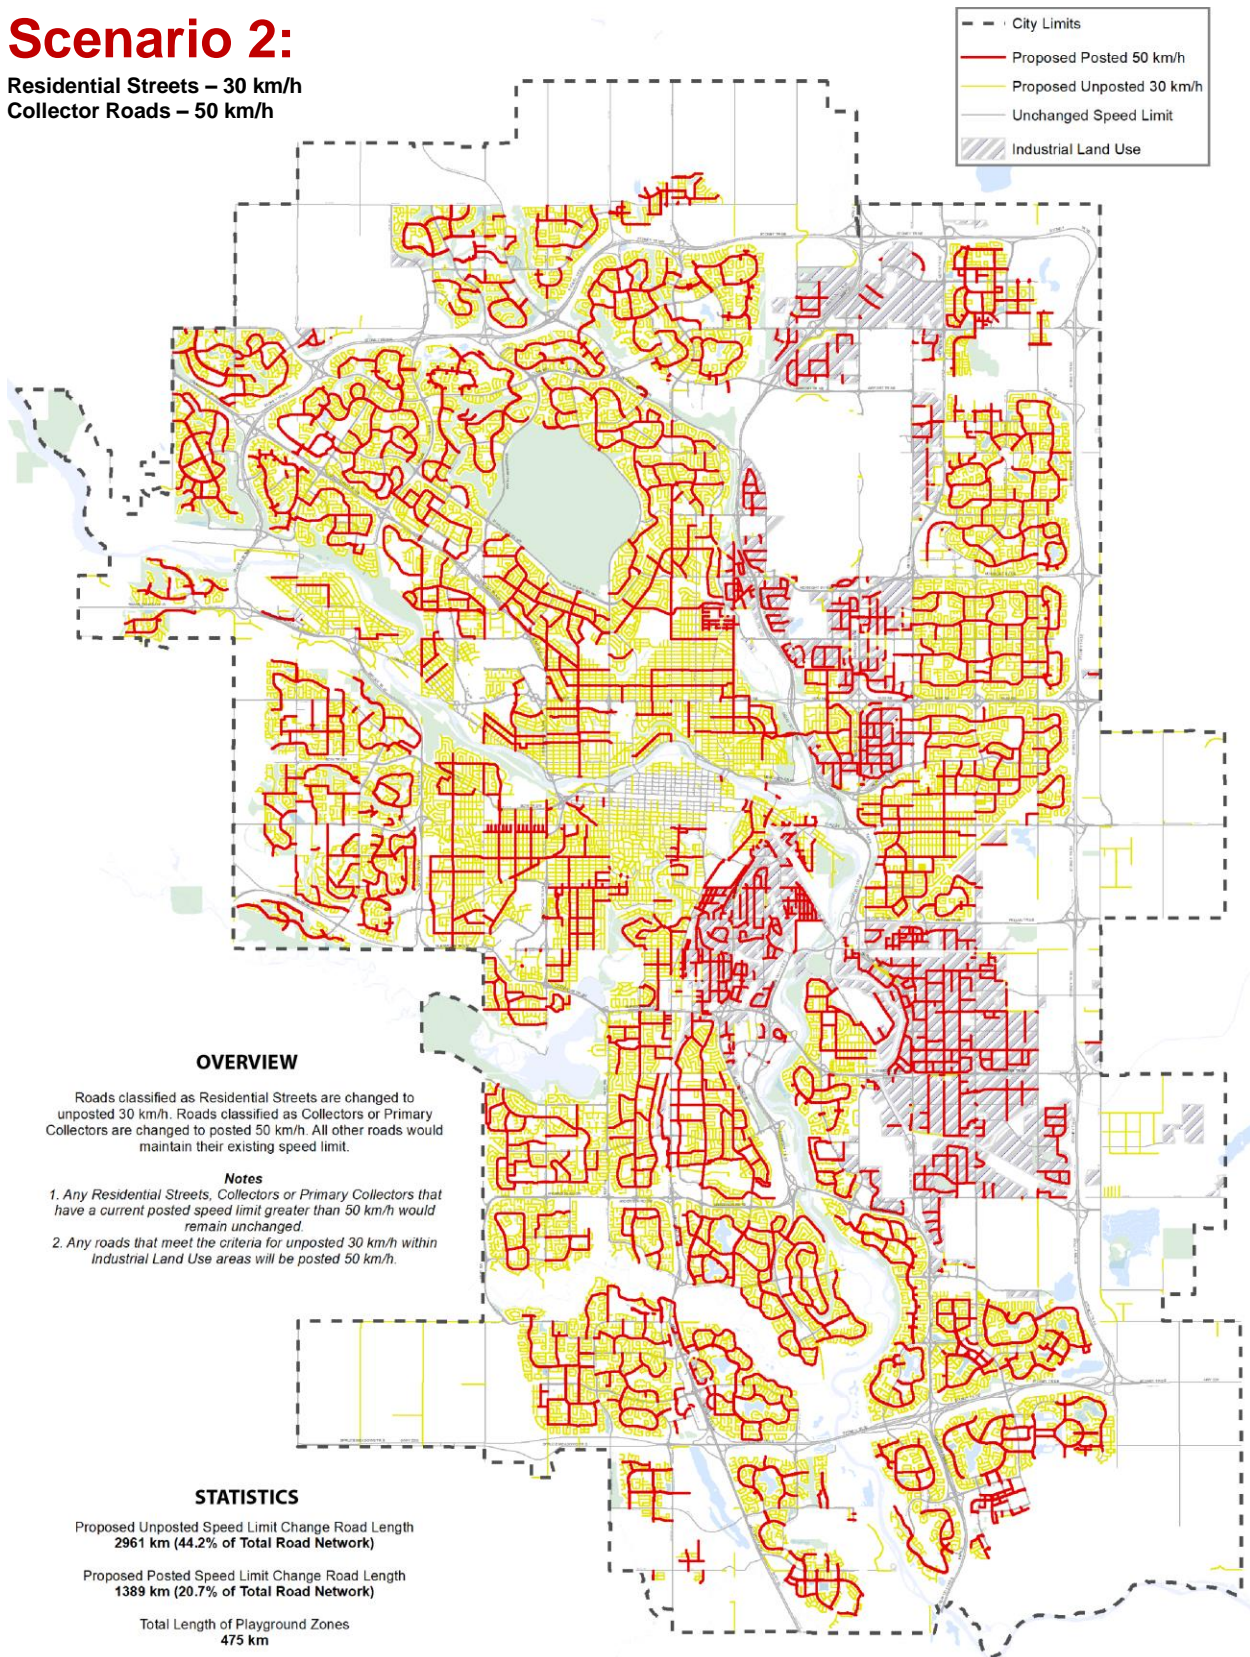 Scenario 2:
Residential Streets – 30 km/h
Collector Roads – 50 km/h
City Limits
Proposed Posted 50 km/h
Proposed Unposted 30 km/h
Unchanged Speed Limit
Industrial Land Use
OVERVIEW
Roads classified as Residential Streets are changed to
unposted 30 km/h. Roads classified as Collectors or Primary
Collectors are changed to posted 50 km/h. All other roads would
maintain their existing speed limit.
Notes
1. Any Residential Streets, Collectors or Primary Collectors that
have a current posted speed limit greater than 50 km/h would
remain unchanged.
2. Any roads that meet the criteria for unposted 30 km/h within
Industrial Land Use areas will be posted 50 km/h.
STATISTICS
Proposed Unposted Speed Limit Change Road Length
2961 km (44.2% of Total Road Network)
Proposed Posted Speed Limit Change Road Length
1389 km (20.7% of Total Road Network)
Total Length of Playground Zones
475 km